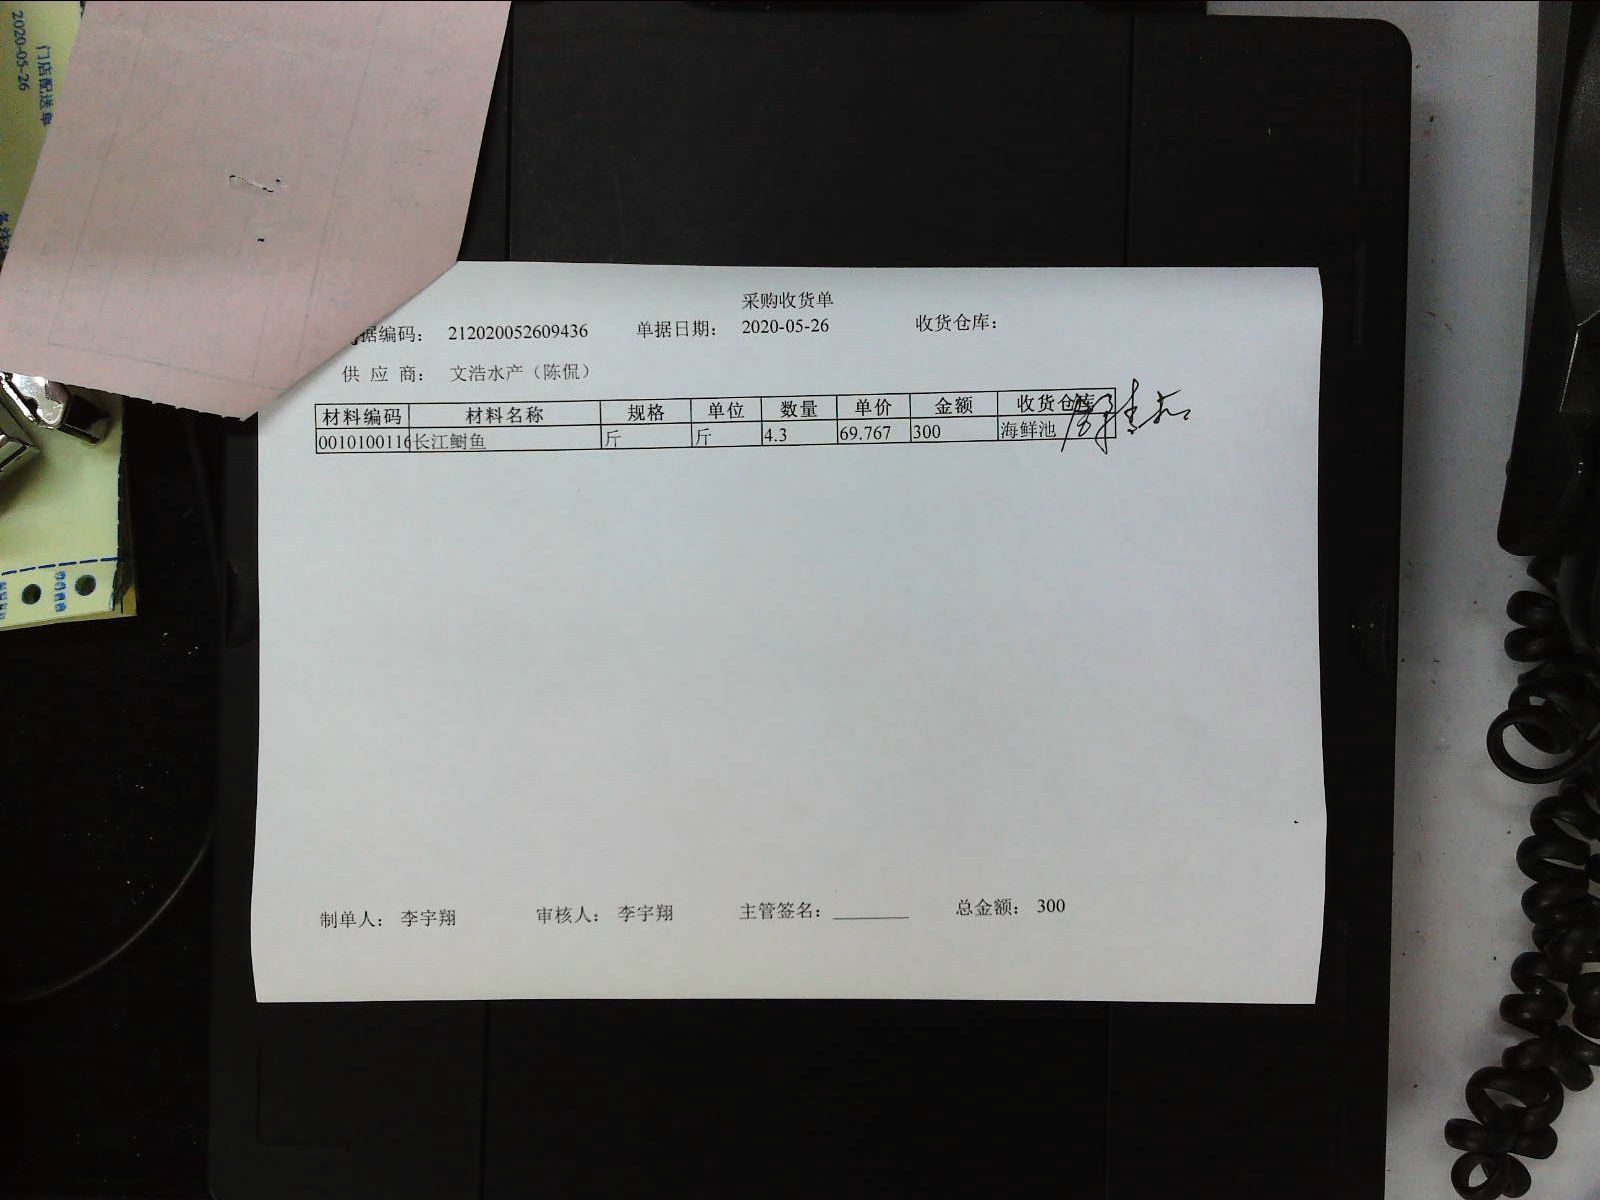 2020-05-26
门店配送单
采购收货单
据编码： 212020052609436 单据日期： 2020-05-26 收货仓库：
供 应 商： 文浩水产（陈侃）
材料编码 材料名称 规格 单位 数量 单价 金额 收货仓库
0010100116 长江鲥鱼 斤 斤 4.3 69.767 300 海鲜池
制单人： 李宇翔 审核人： 李宇翔 主管签名： ________ 总金额： 300